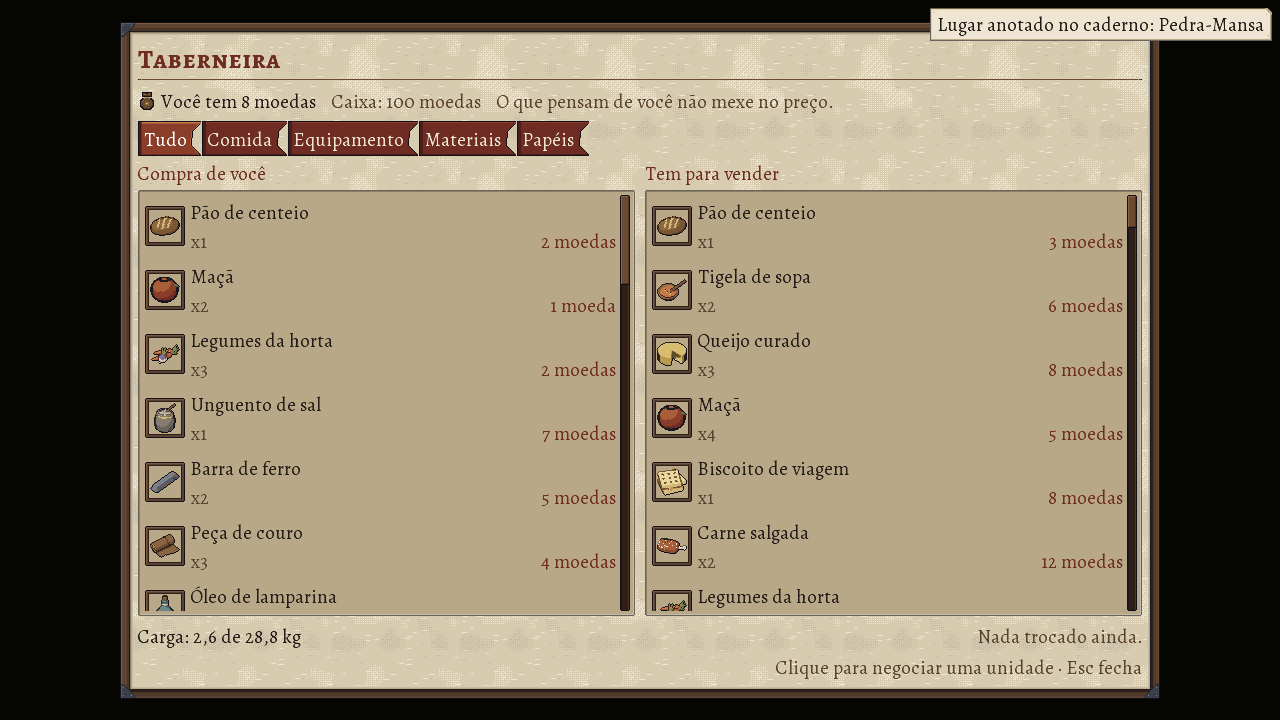 Lugar anotado no caderno: Pedra-Mansa
Taberneira
Você tem 8 moedas Caixa: 100 moedas O que pensam de você não mexe no preço.
Tudo Comida Equipamento Materiais Papéis
Compra de você
Pão de centeio
x1 2 moedas
Maçã
x2 1 moeda
Legumes da horta
x3 2 moedas
Unguento de sal
x1 7 moedas
Barra de ferro
x2 5 moedas
Peça de couro
x3 4 moedas
Óleo de lamparina
Tem para vender
Pão de centeio
x1 3 moedas
Tigela de sopa
x2 6 moedas
Queijo curado
x3 8 moedas
Maçã
x4 5 moedas
Biscoito de viagem
x1 8 moedas
Carne salgada
x2 12 moedas
Legumes da horta
Carga: 2,6 de 28,8 kg
Nada trocado ainda.
Clique para negociar uma unidade · Esc fecha